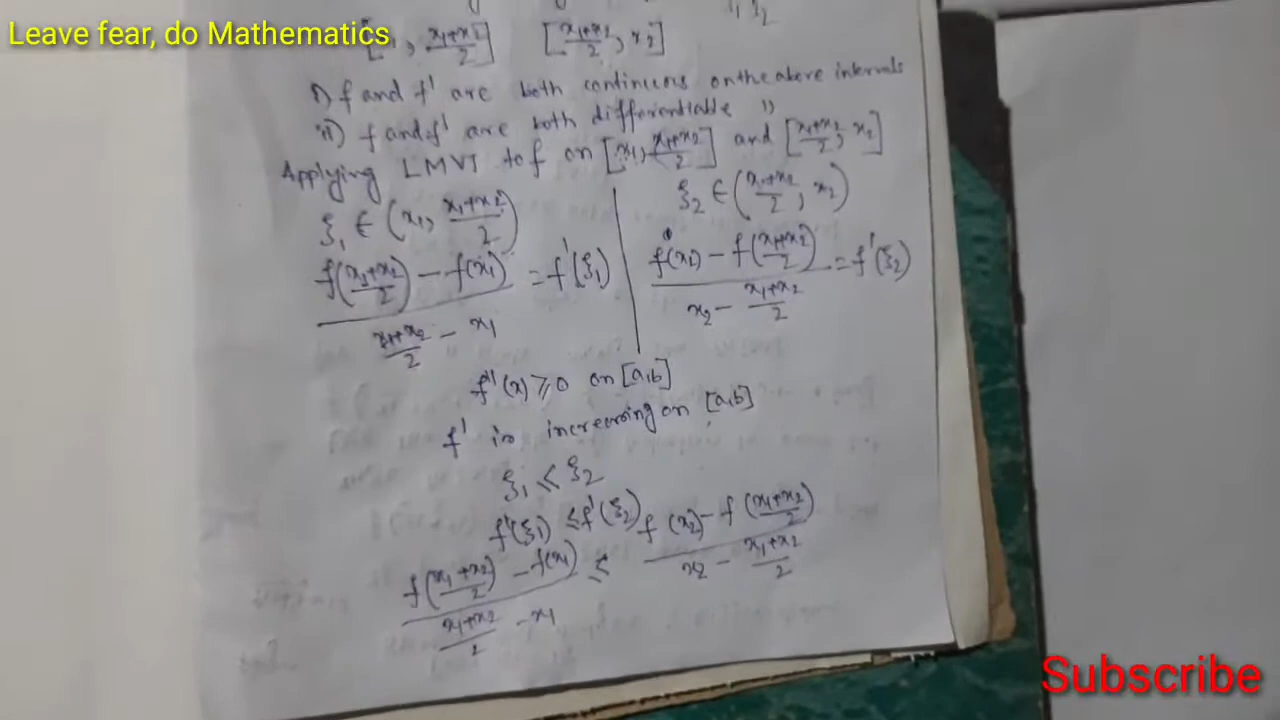 Leave fear, do Mathematics
[x₁, (x₁+x₂)/2] [(x₁+x₂)/2, x₂]
i) f and f' are both continuous on the above intervals
ii) f and f' are both differentiable "
Applying LMVT to f on [x₁, (x₁+x₂)/2] and [(x₁+x₂)/2, x₂]
ξ₁ ∈ (x₁, (x₁+x₂)/2) | ξ₂ ∈ ((x₁+x₂)/2, x₂)
(f((x₁+x₂)/2) − f(x₁)) / ((x₁+x₂)/2 − x₁) = f'(ξ₁) | (f(x₂) − f((x₁+x₂)/2)) / (x₂ − (x₁+x₂)/2) = f'(ξ₂)
f''(x) ≥ 0 on [a,b]
f' is increasing on [a,b]
ξ₁ ≤ ξ₂
f'(ξ₁) ≤ f'(ξ₂)
(f((x₁+x₂)/2) − f(x₁)) / ((x₁+x₂)/2 − x₁) ≤ (f(x₂) − f((x₁+x₂)/2)) / (x₂ − (x₁+x₂)/2)
Subscribe